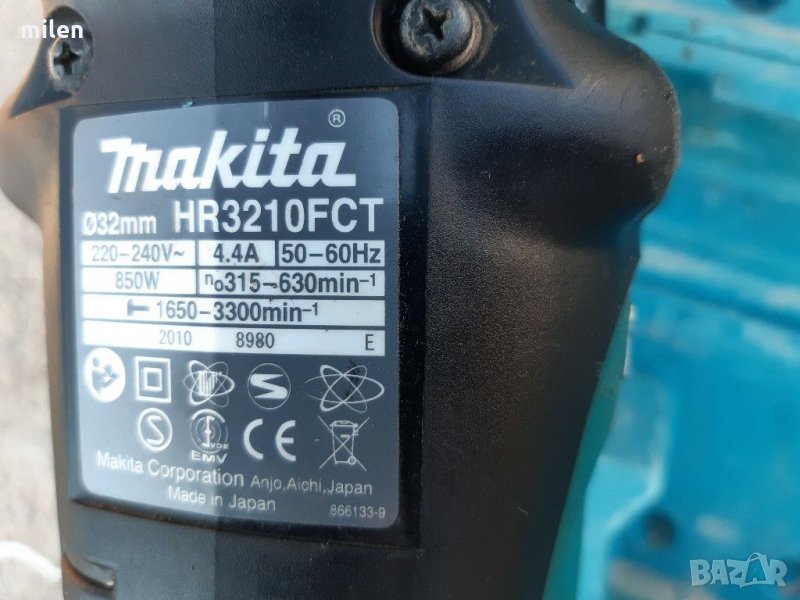 milen
makita®
Ø32mm HR3210FCT
220-240V~ 4.4A 50-60Hz
850W n₀315-630min⁻¹
1650-3300min⁻¹
2010 8980 E
S VDE CE
EMV
Makita Corporation Anjo,Aichi,Japan
Made in Japan 866133-9
BAZAR